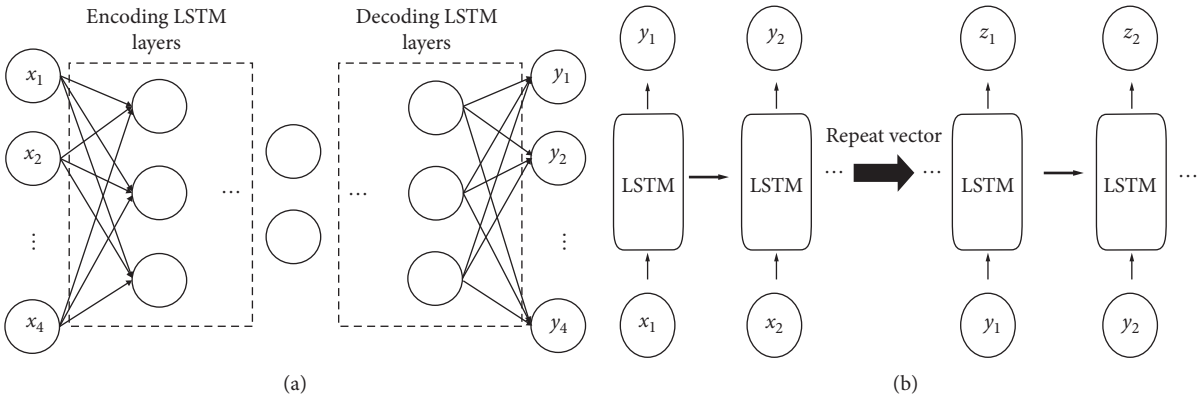 Encoding LSTM
layers
Decoding LSTM
layers
x1
x2
⋮
x4
...
...
y1
y2
⋮
y4
(a)
y1
y2
z1
z2
LSTM
LSTM
...
Repeat vector
...
LSTM
LSTM
...
x1
x2
y1
y2
(b)